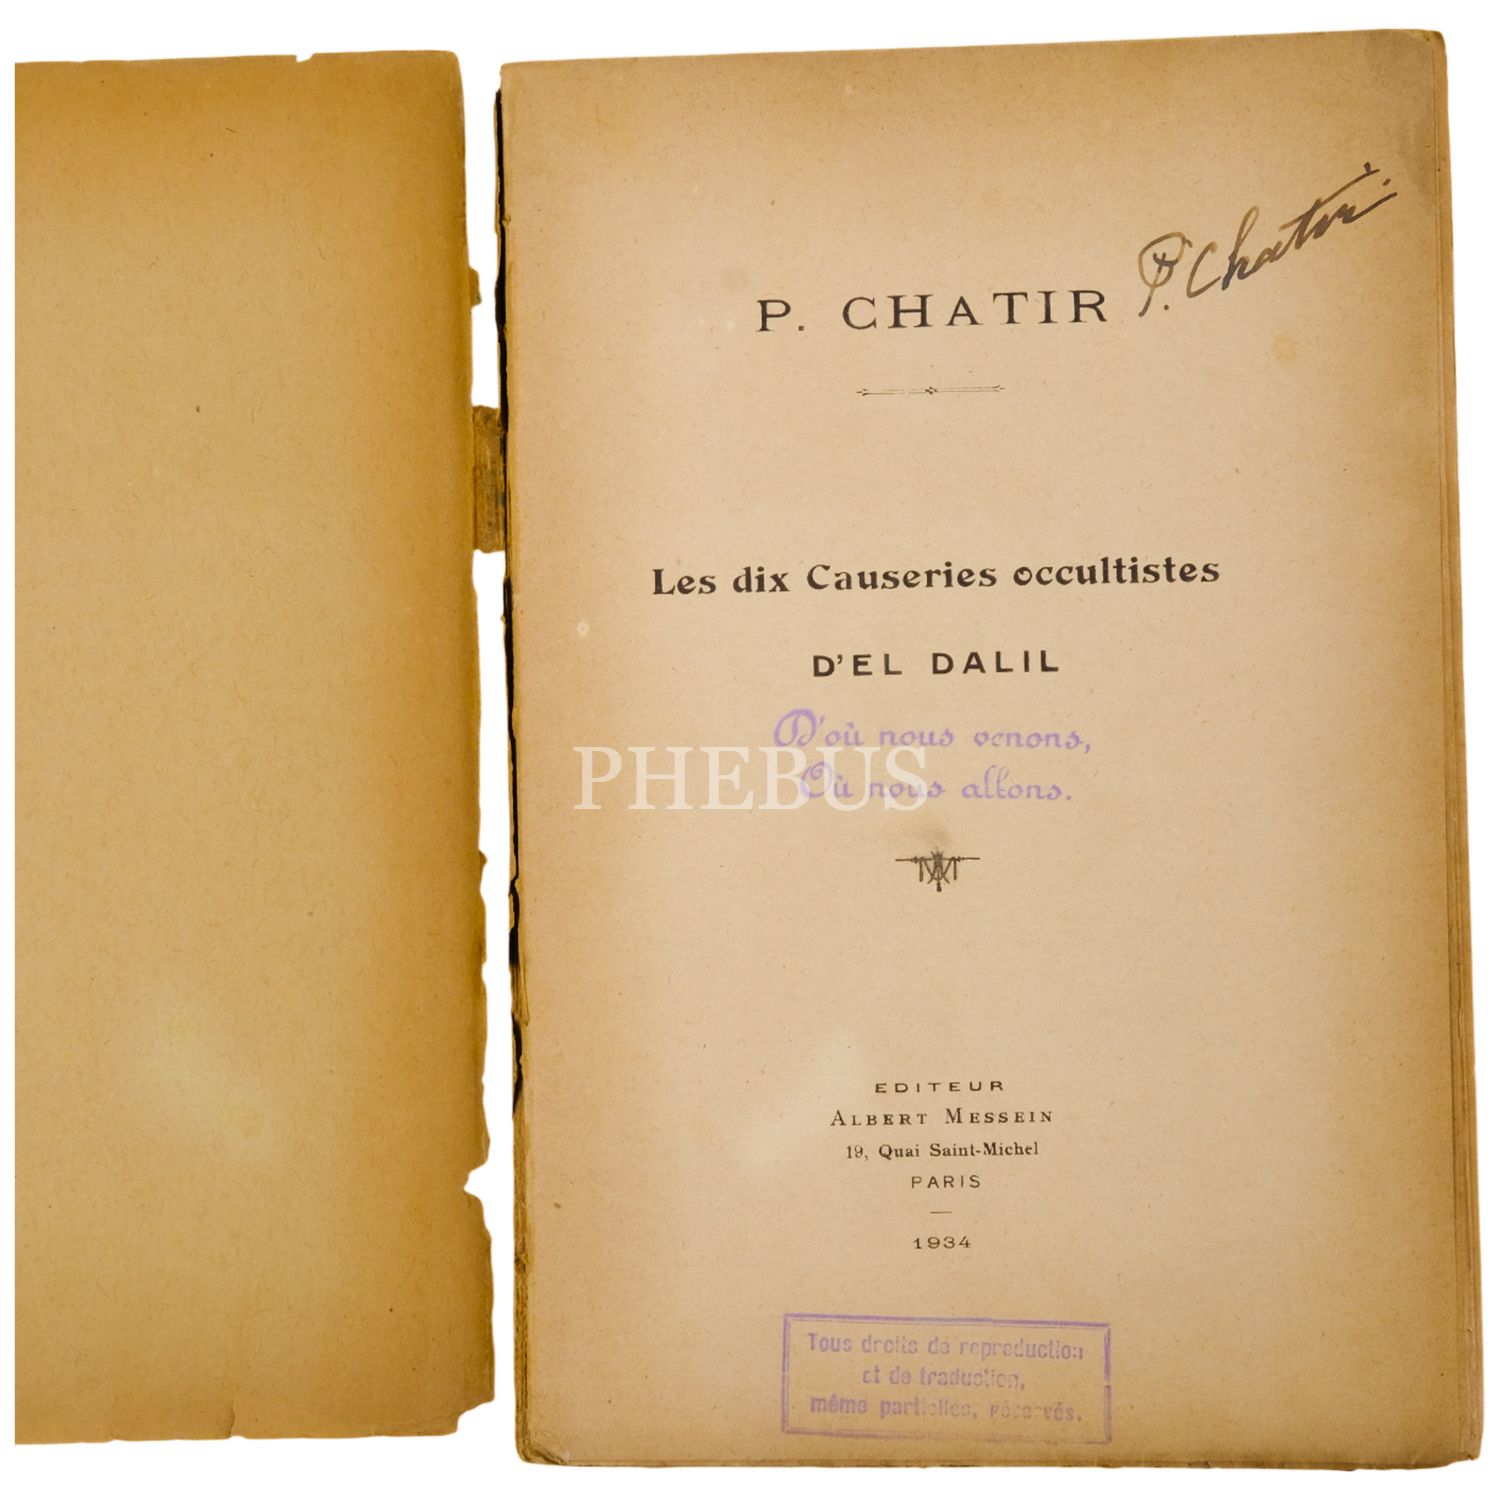 P. Chatir
P. CHATIR
Les dix Causeries occultistes
D'EL DALIL
D'où nous venons,
Où nous allons.
PHEBUS
EDITEUR
ALBERT MESSEIN
19, Quai Saint-Michel
PARIS
1934
Tous droits de reproduction
et de traduction,
même partielles, réservés.